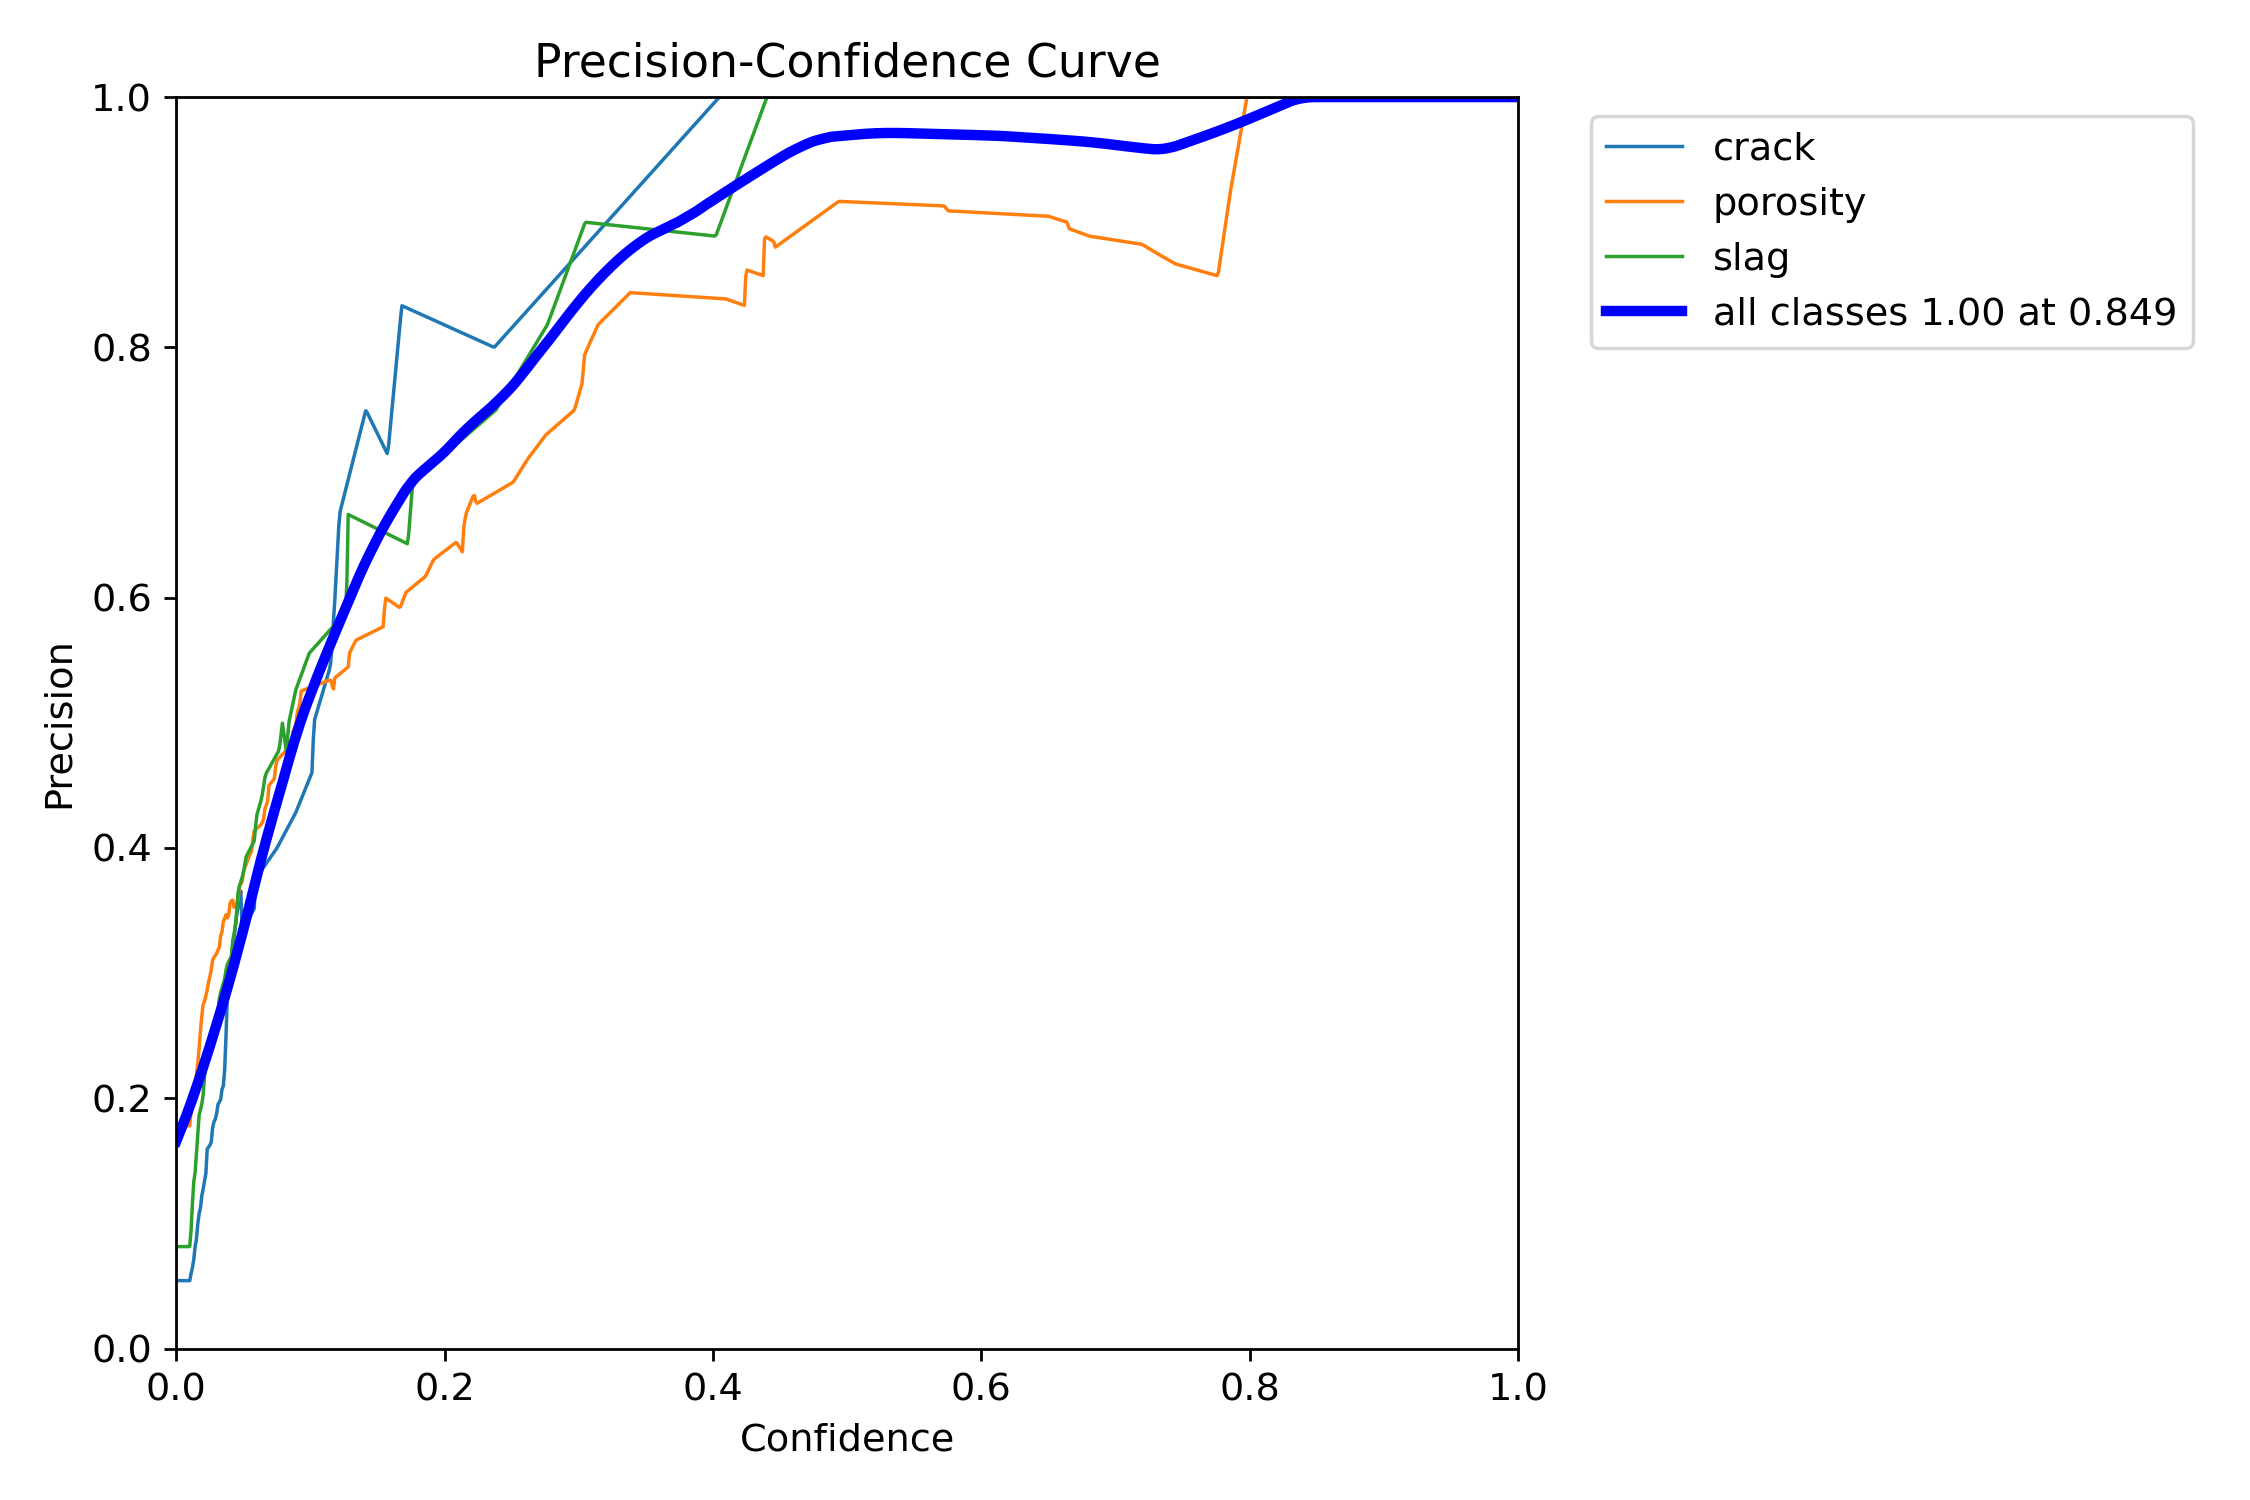 Precision-Confidence Curve
1.0
0.8
0.6
0.4
0.2
0.0
Precision
0.0 0.2 0.4 0.6 0.8 1.0
Confidence
crack
porosity
slag
all classes 1.00 at 0.849